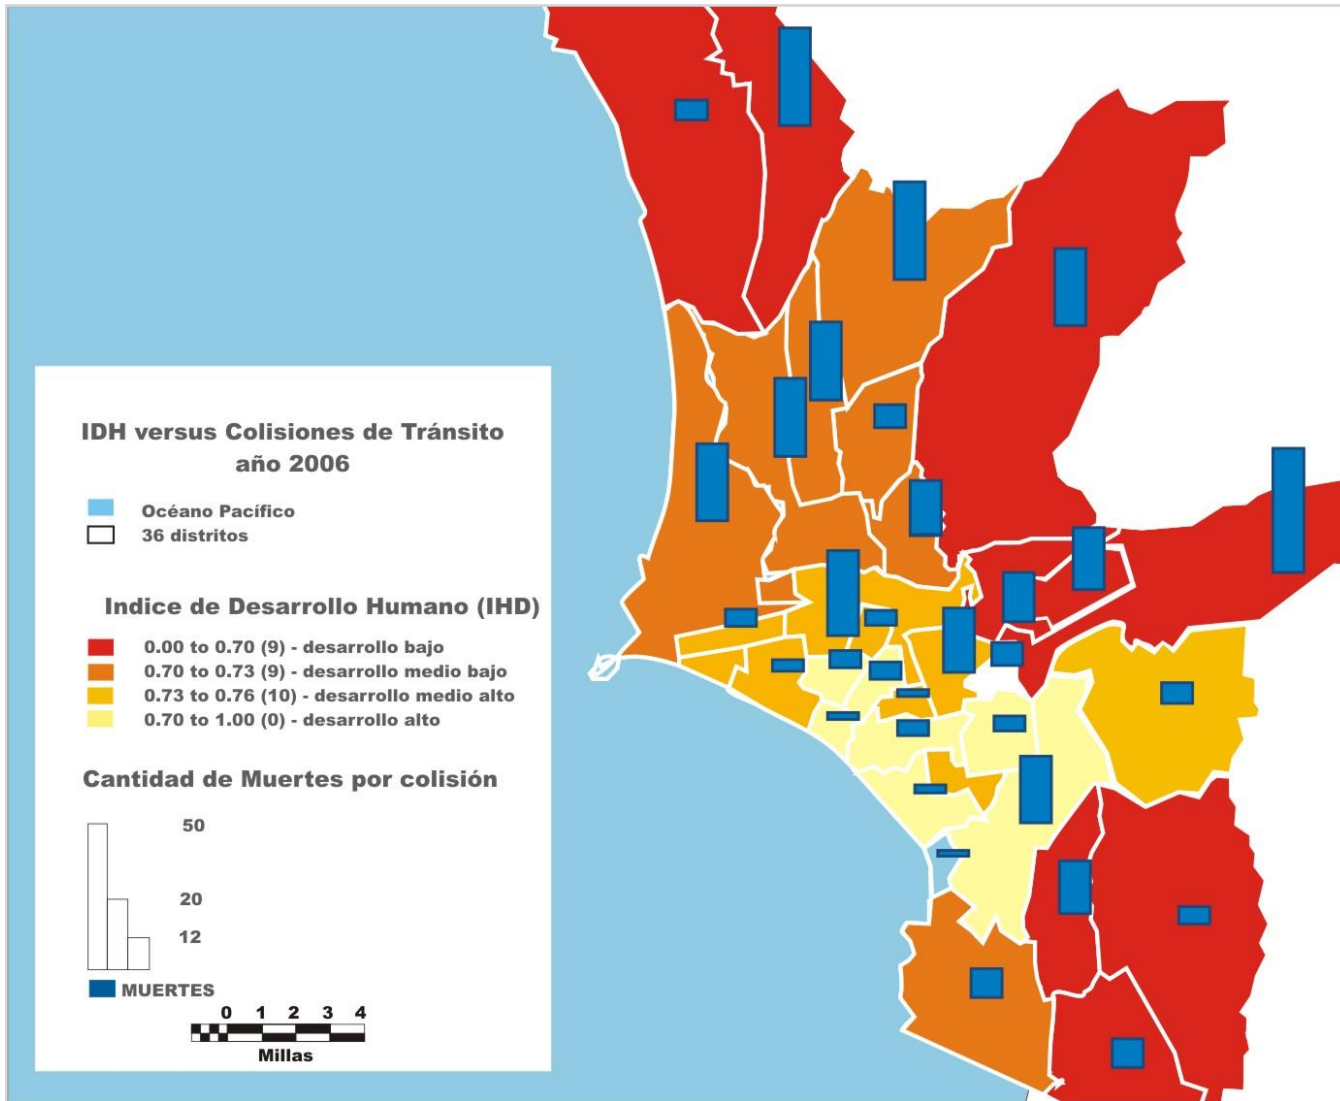 IDH versus Colisiones de Tránsito
año 2006
Océano Pacífico
36 distritos
Indice de Desarrollo Humano (IHD)
0.00 to 0.70 (9) - desarrollo bajo
0.70 to 0.73 (9) - desarrollo medio bajo
0.73 to 0.76 (10) - desarrollo medio alto
0.70 to 1.00 (0) - desarrollo alto
Cantidad de Muertes por colisión
50
20
12
MUERTES
0 1 2 3 4
Millas